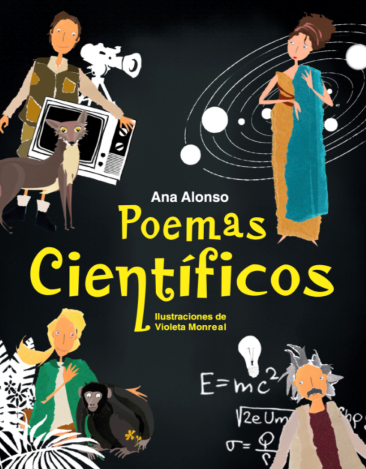 Ana Alonso
Poemas
Científicos
Ilustraciones de
Violeta Monreal
E=mc²